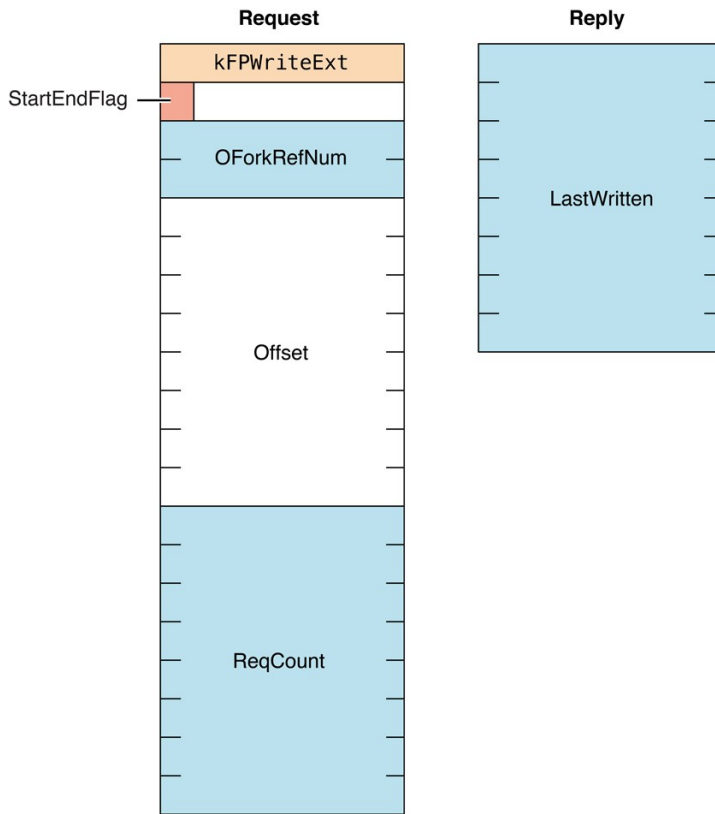 Request
Reply
kFPWriteExt
StartEndFlag
OForkRefNum
LastWritten
Offset
ReqCount